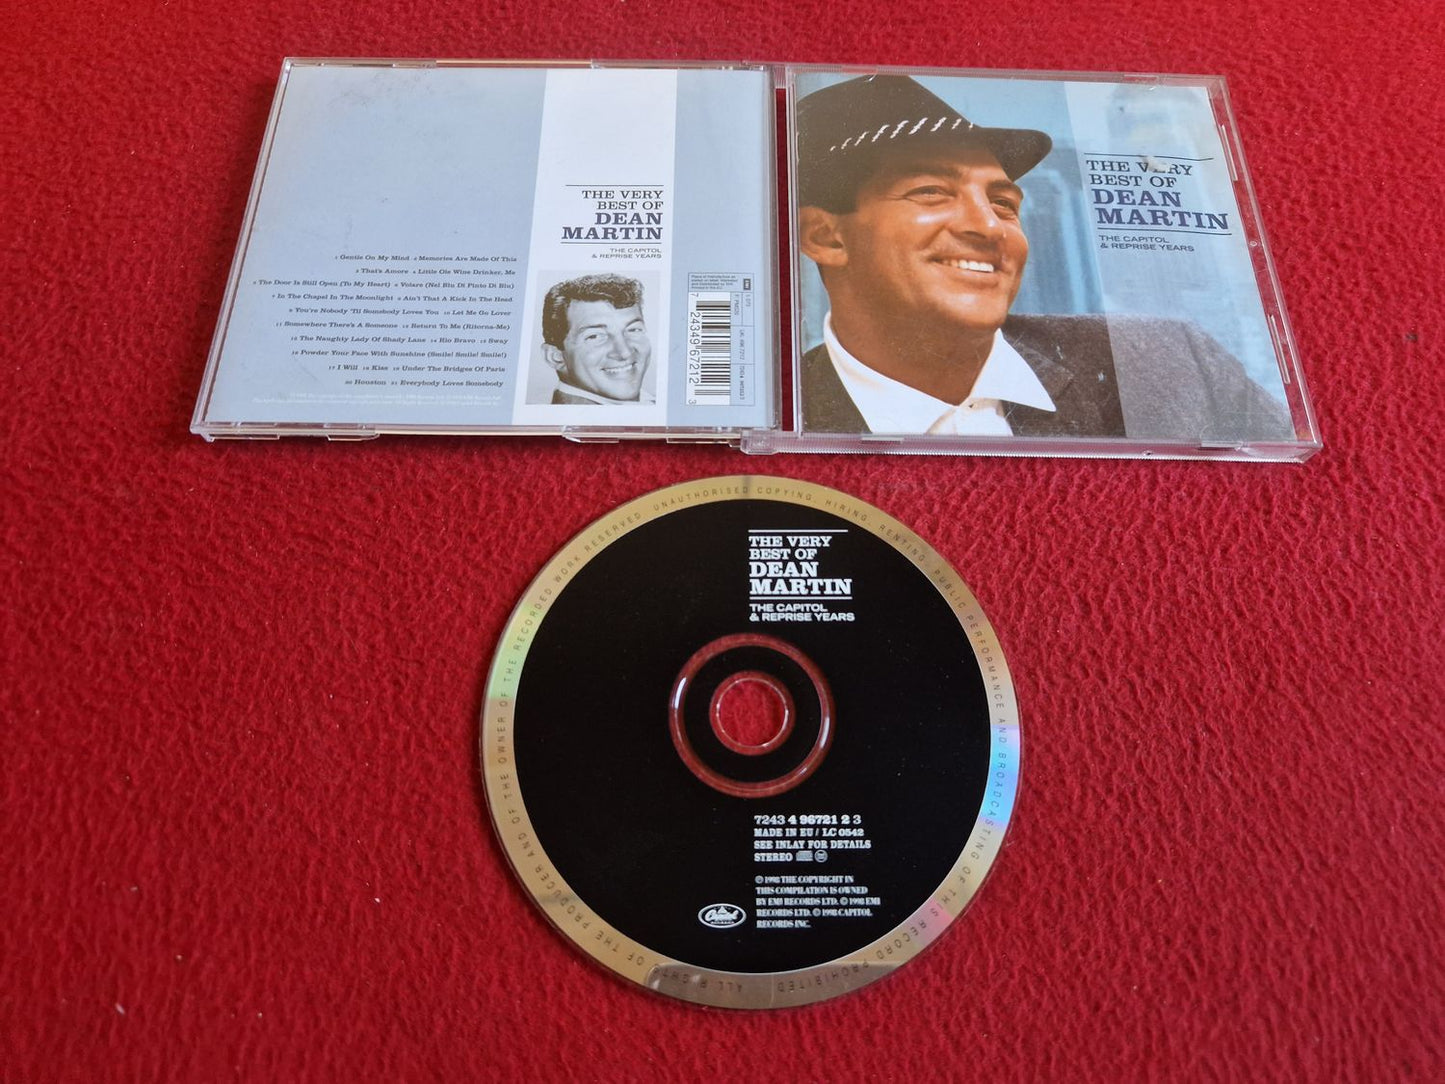 THE VERY
BEST OF
DEAN
MARTIN
THE CAPITOL
& REPRISE YEARS
1 Gentle On My Mind 2 Memories Are Made Of This
3 That's Amore 4 Little Ole Wine Drinker, Me
5 The Door Is Still Open (To My Heart) 6 Volare (Nel Blu Di Pinto Di Blu)
7 In The Chapel In The Moonlight 8 Ain't That A Kick In The Head
9 You're Nobody 'Til Somebody Loves You 10 Let Me Go Lover
11 Somewhere There's A Someone 12 Return To Me (Ritorna-Me)
13 The Naughty Lady Of Shady Lane 14 Rio Bravo 15 Sway
16 Powder Your Face With Sunshine (Smile! Smile! Smile!)
17 I Will 18 Kiss 19 Under The Bridges Of Paris
20 Houston 21 Everybody Loves Somebody
7 24349 67212 3
THE VERY
BEST OF
DEAN
MARTIN
THE CAPITOL
& REPRISE YEARS
ALL RIGHTS OF THE PRODUCER AND OF THE OWNER OF THE RECORDED WORK RESERVED. UNAUTHORISED COPYING, HIRING, RENTING, PUBLIC PERFORMANCE AND BROADCASTING OF THIS RECORD PROHIBITED
THE VERY
BEST OF
DEAN
MARTIN
THE CAPITOL
& REPRISE YEARS
7243 4 96721 2 3
MADE IN EU / LC 0542
SEE INLAY FOR DETAILS
STEREO
℗ 1998 THE COPYRIGHT IN
THIS COMPILATION IS OWNED
BY EMI RECORDS LTD. © 1998 EMI
RECORDS LTD. © 1998 CAPITOL
RECORDS INC.
Capitol